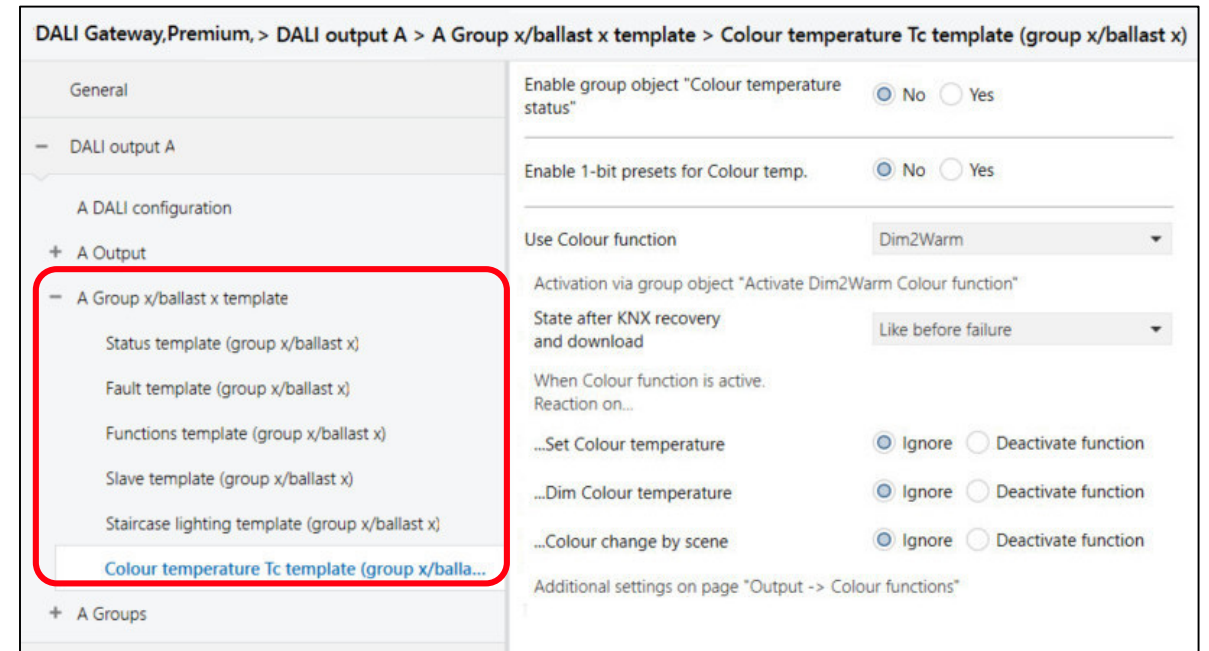 DALI Gateway,Premium, > DALI output A > A Group x/ballast x template > Colour temperature Tc template (group x/ballast x)
General
− DALI output A
A DALI configuration
+ A Output
− A Group x/ballast x template
Status template (group x/ballast x)
Fault template (group x/ballast x)
Functions template (group x/ballast x)
Slave template (group x/ballast x)
Staircase lighting template (group x/ballast x)
Colour temperature Tc template (group x/balla...
+ A Groups
Enable group object "Colour temperature
status"
No Yes
Enable 1-bit presets for Colour temp.
No Yes
Use Colour function
Dim2Warm
Activation via group object "Activate Dim2Warm Colour function"
State after KNX recovery
and download
Like before failure
When Colour function is active.
Reaction on...
...Set Colour temperature
Ignore Deactivate function
...Dim Colour temperature
Ignore Deactivate function
...Colour change by scene
Ignore Deactivate function
Additional settings on page "Output -> Colour functions"